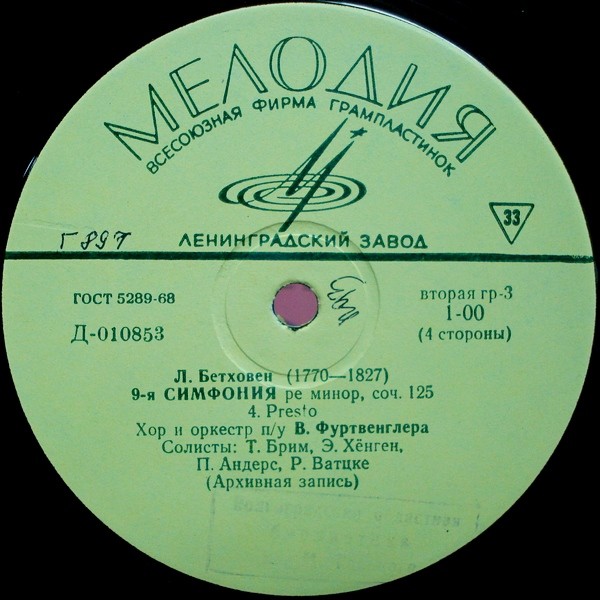 МЕЛОДИЯ
ВСЕСОЮЗНАЯ ФИРМА ГРАМПЛАСТИНОК
33
Г 897
ЛЕНИНГРАДСКИЙ ЗАВОД
ГОСТ 5289-68
Д-010853
вторая гр-3
1-00
(4 стороны)
Л. Бетховен (1770—1827)
9-я СИМФОНИЯ ре минор, соч. 125
4. Presto
Хор и оркестр п/у В. Фуртвенглера
Солисты: Т. Брим, Э. Хёнген,
П. Андерс, Р. Ватцке
(Архивная запись)